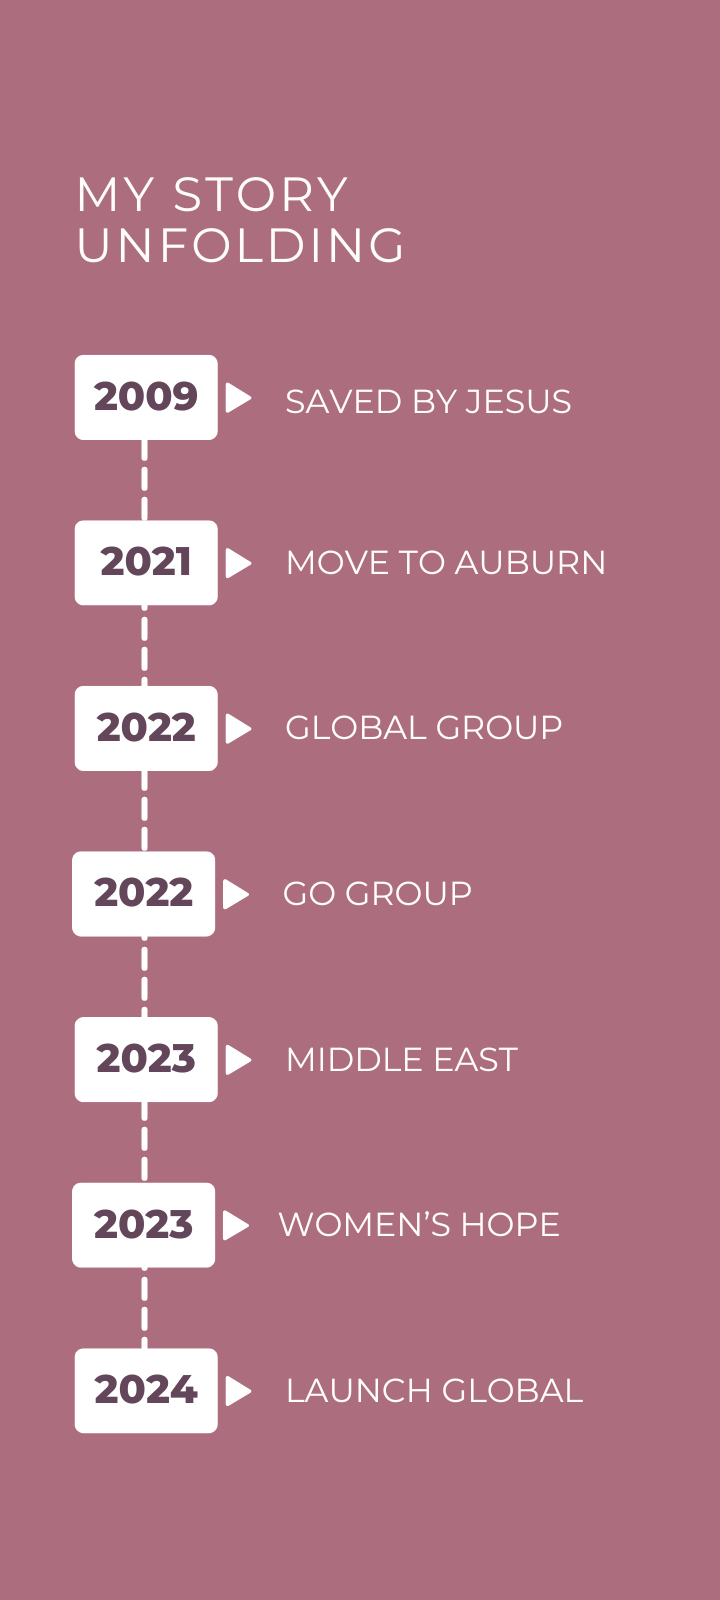 MY STORY
UNFOLDING
2009 SAVED BY JESUS
2021 MOVE TO AUBURN
2022 GLOBAL GROUP
2022 GO GROUP
2023 MIDDLE EAST
2023 WOMEN’S HOPE
2024 LAUNCH GLOBAL